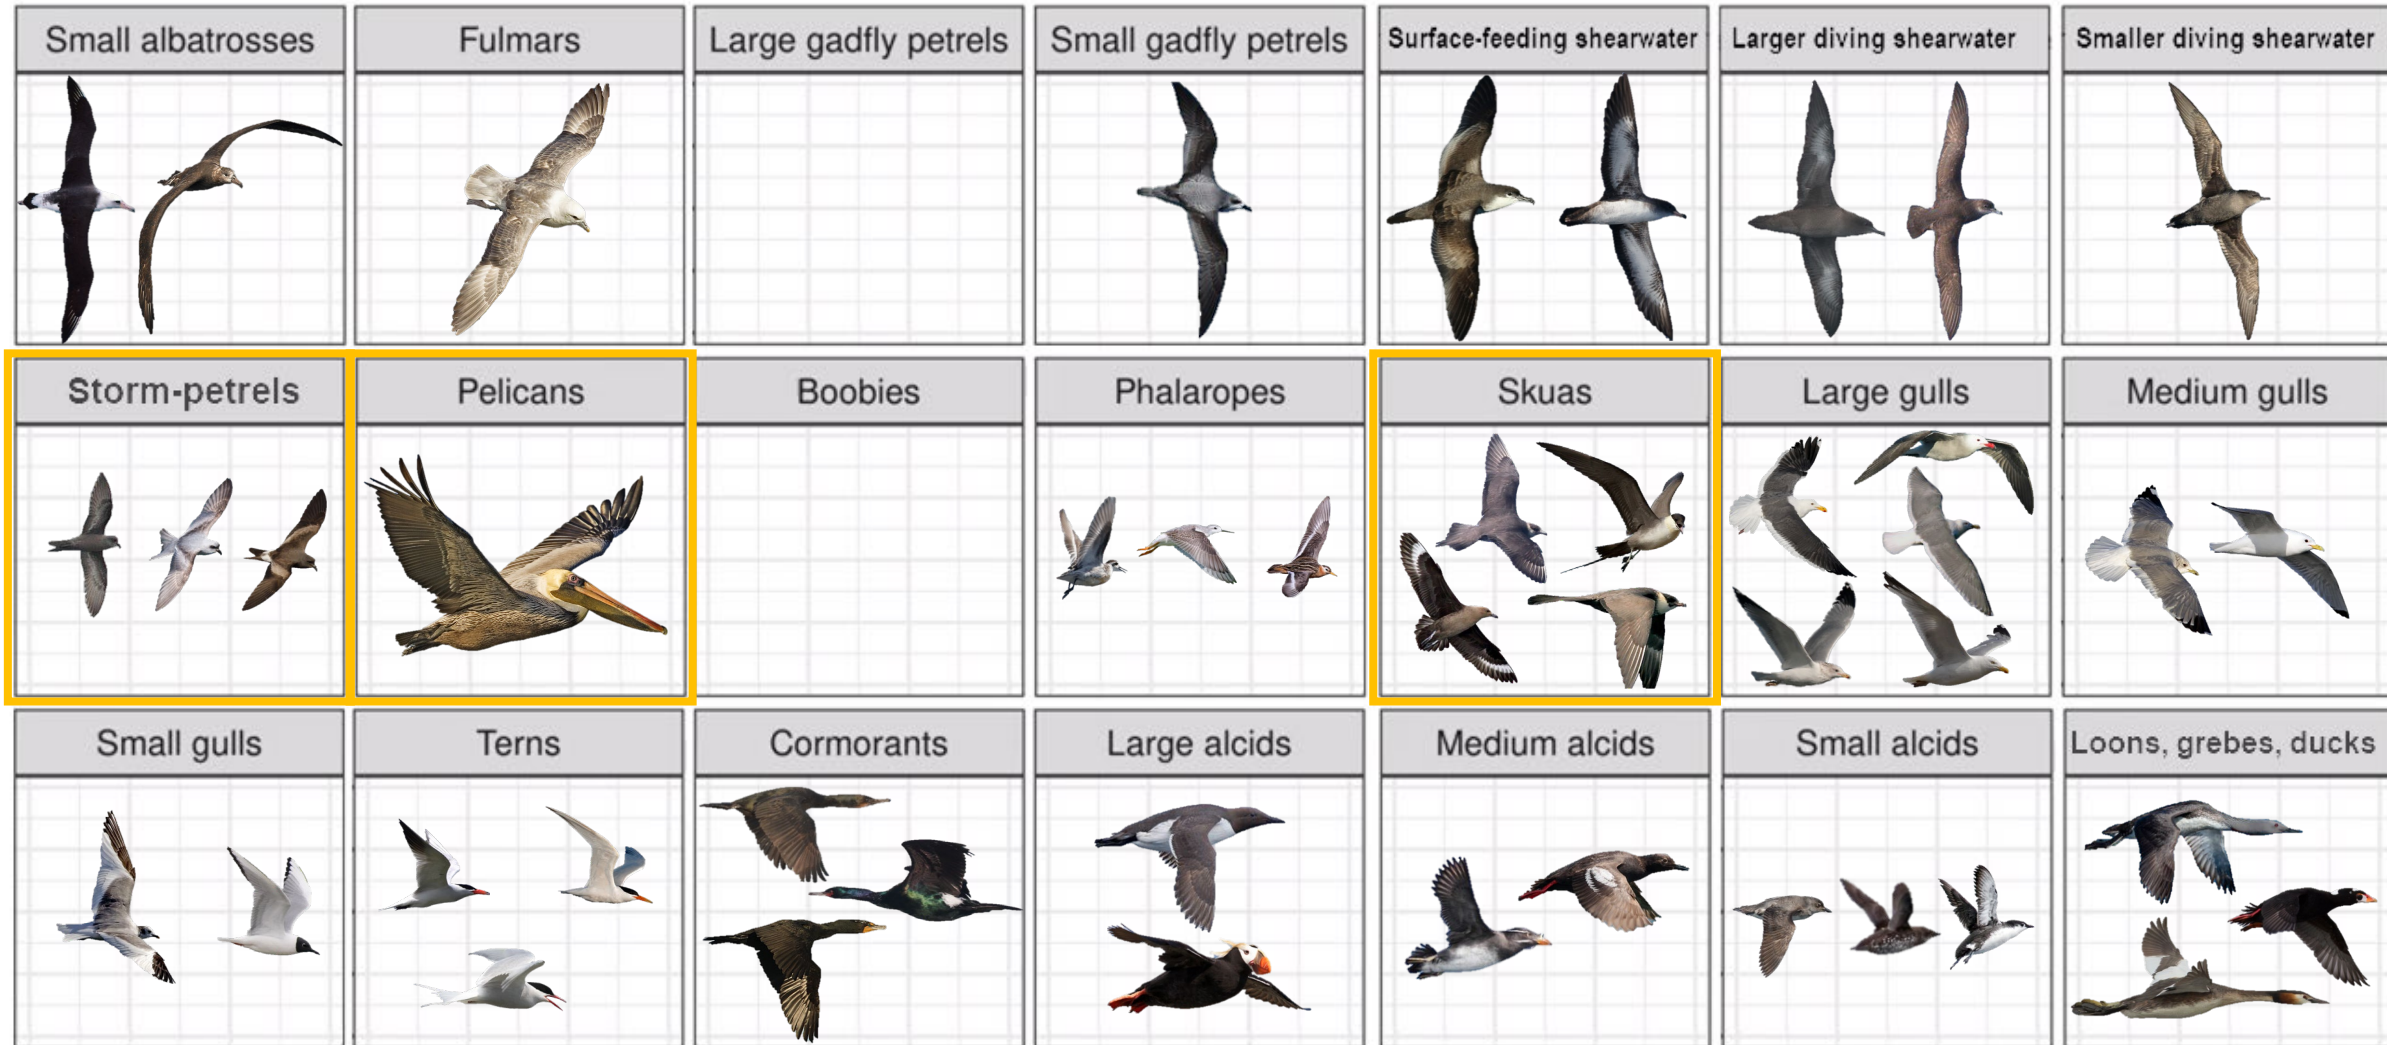 Small albatrosses
Fulmars
Large gadfly petrels
Small gadfly petrels
Surface-feeding shearwater
Larger diving shearwater
Smaller diving shearwater
Storm-petrels
Pelicans
Boobies
Phalaropes
Skuas
Large gulls
Medium gulls
Small gulls
Terns
Cormorants
Large alcids
Medium alcids
Small alcids
Loons, grebes, ducks